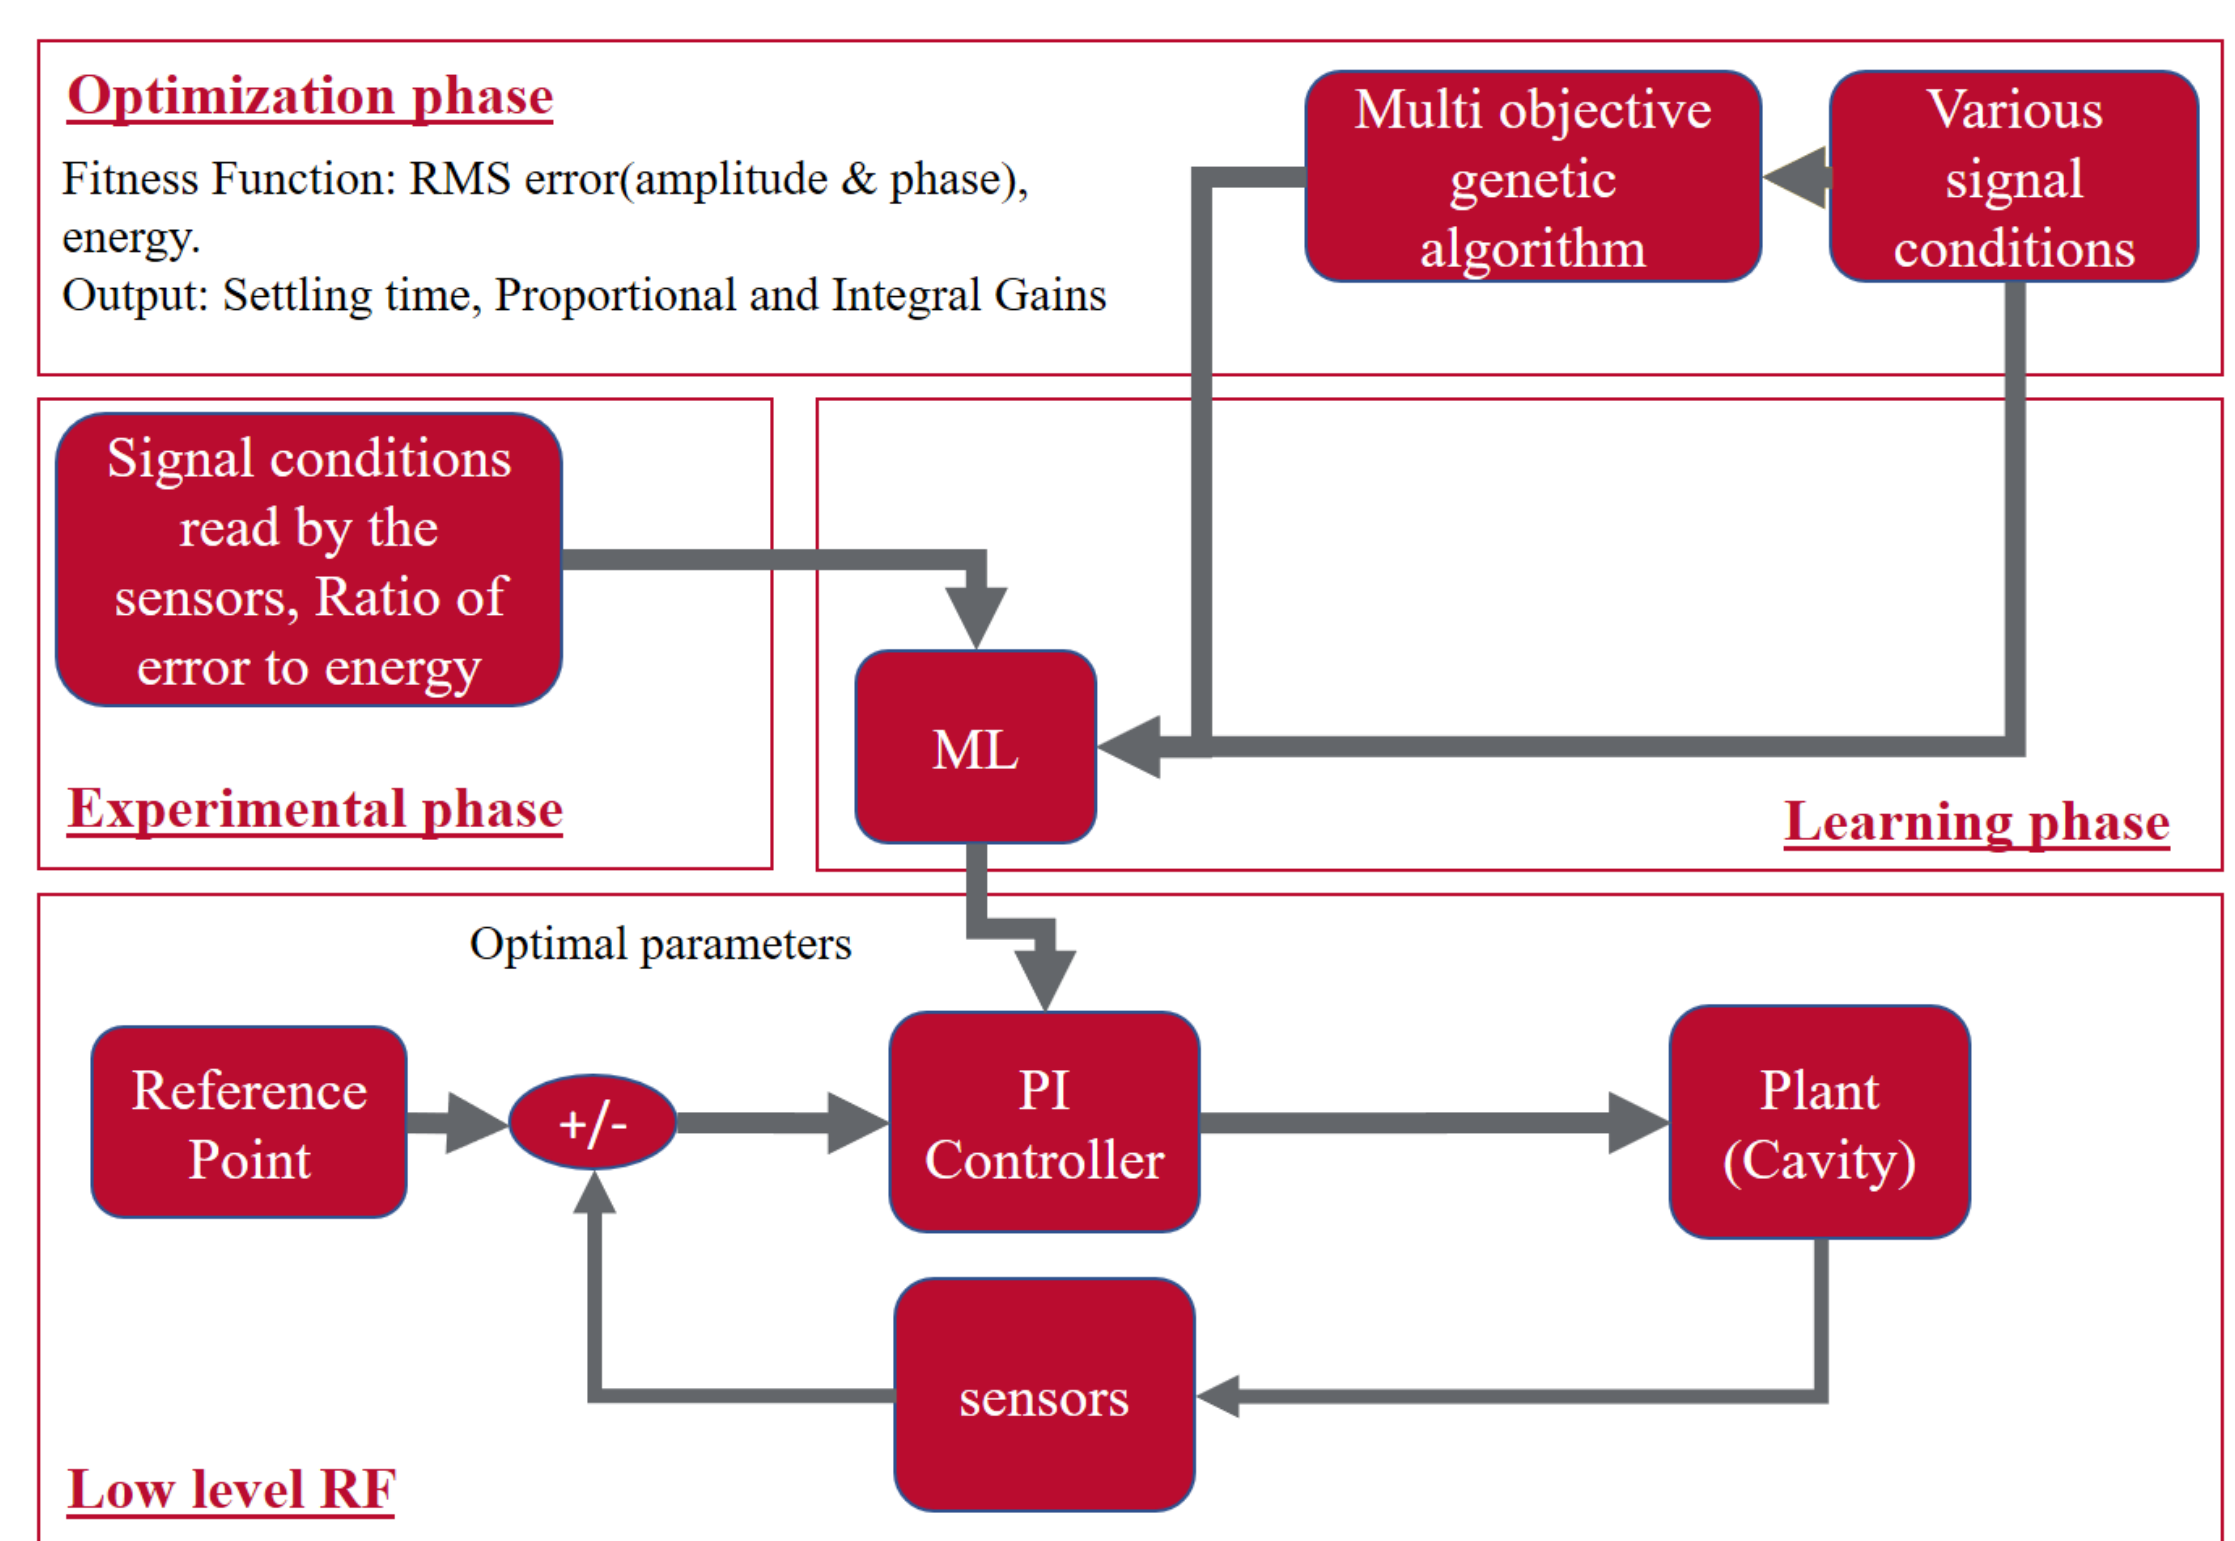 Optimization phase
Fitness Function: RMS error(amplitude & phase),
energy.
Output: Settling time, Proportional and Integral Gains
Multi objective
genetic
algorithm
Various
signal
conditions
Signal conditions
read by the
sensors, Ratio of
error to energy
Experimental phase
ML
Learning phase
Optimal parameters
Reference
Point
+/-
PI
Controller
Plant
(Cavity)
sensors
Low level RF